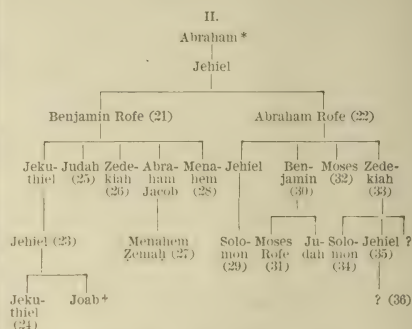 II.
Abraham *
Jehiel
Benjamin Rofe (21) Abraham Rofe (22)
Jeku- Judah Zede- Abra- Mena- Jehiel Ben- Moses Zede-
thiel (25) kiah ham hem jamin (32) kiah
(26) Jacob (28) (30) (33)
Jehiel (23) Menahem Solo- Moses Ju- Solo- Jehiel ?
Zemaḥ (27) mon Rofe dah mon (35)
(29) (31) (34)
Jeku- Joab + ? (36)
thiel
(24)